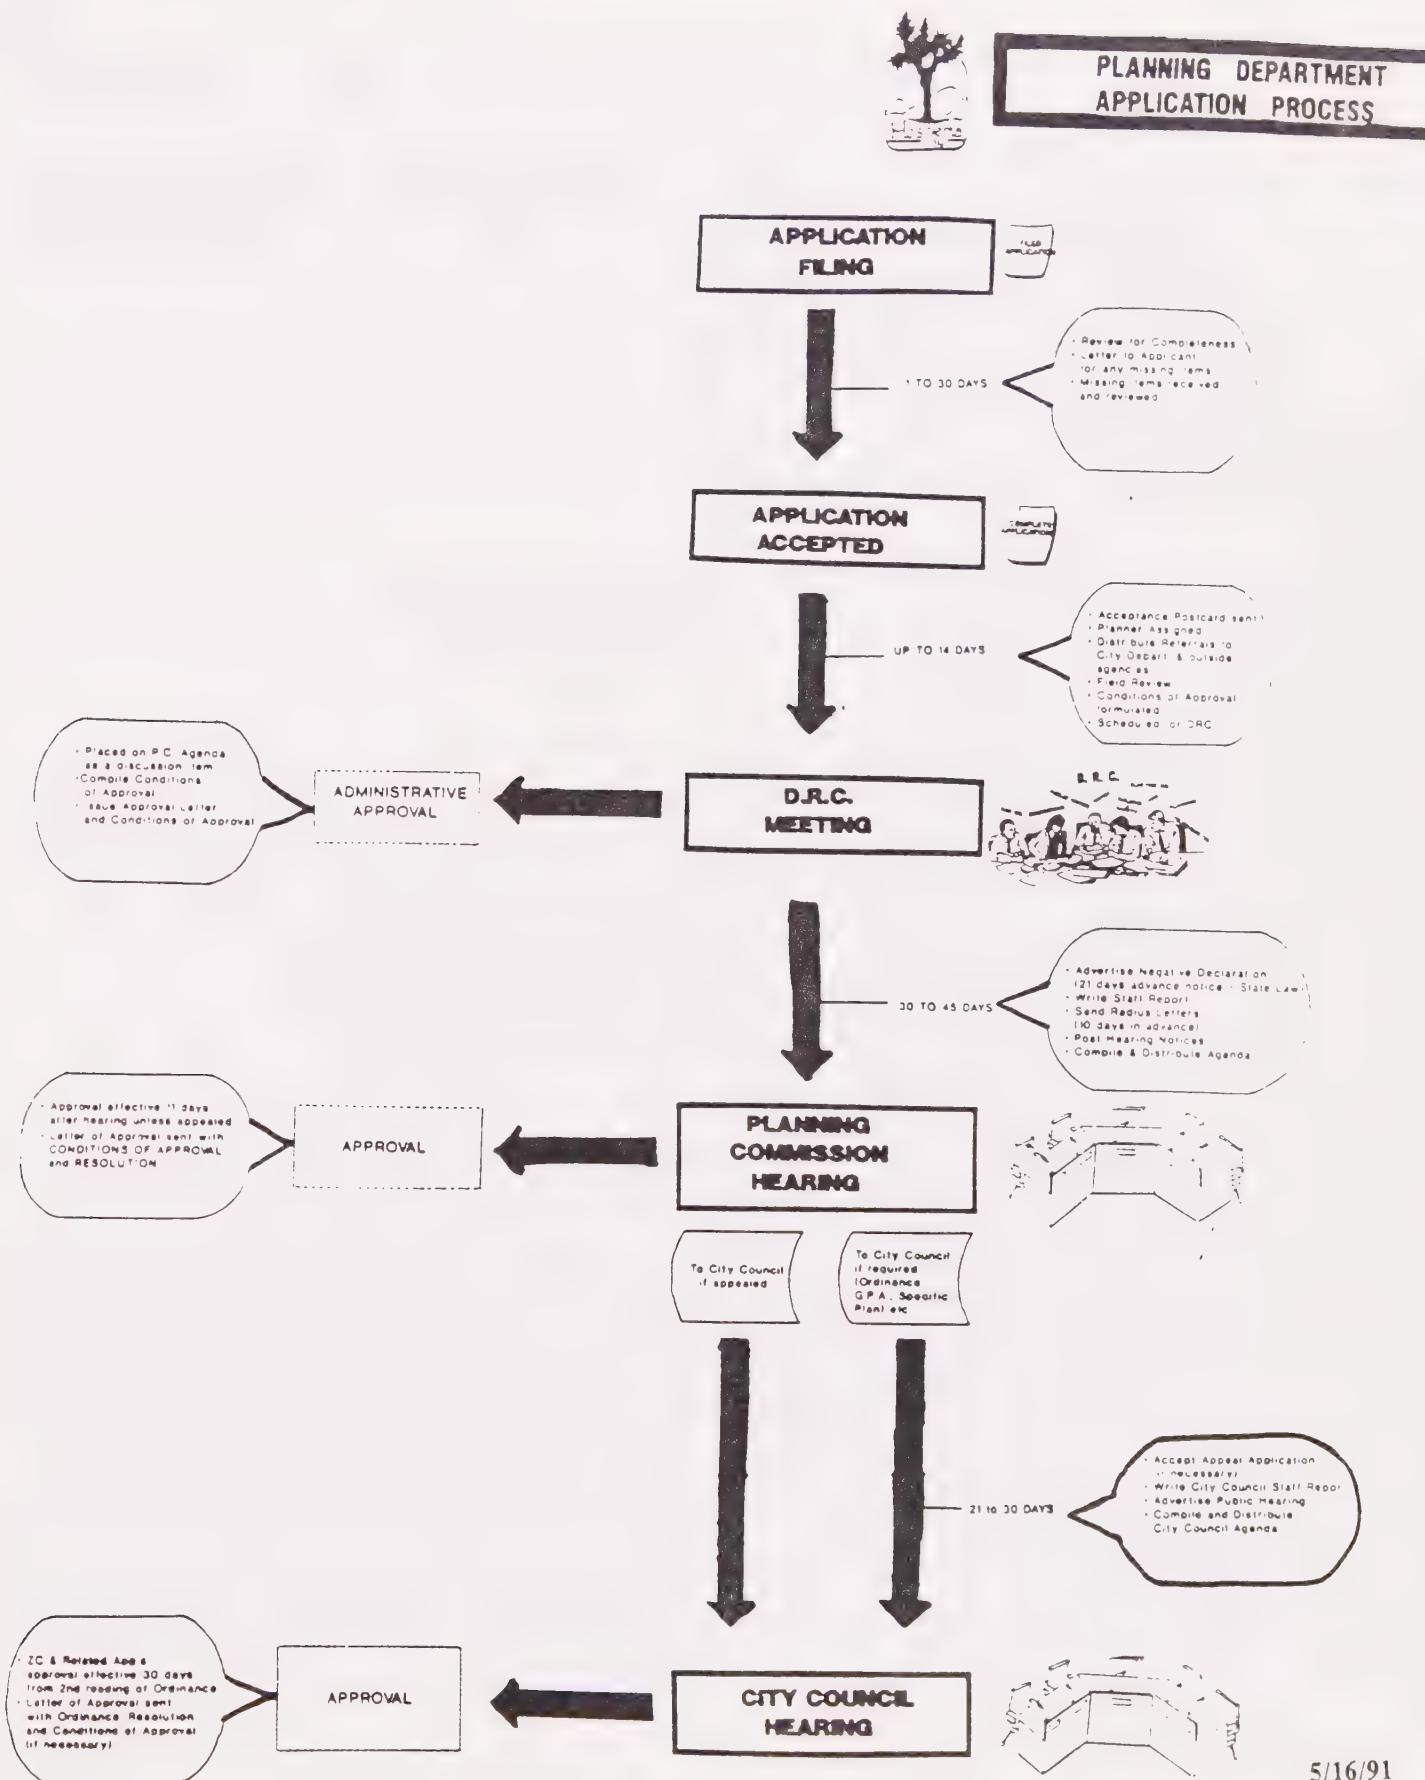 PLANNING DEPARTMENT
APPLICATION PROCESS
APPLICATION
FILING
FILED
APPLICATION
1 TO 30 DAYS
• Review for Completeness
• Letter to Applicant
for any missing items
• Missing items received
and reviewed
APPLICATION
ACCEPTED
COMPLETE
APPLICATION
UP TO 14 DAYS
• Acceptance Postcard sent
• Planner Assigned
• Distribute Referrals to
City Depart. & outside
agencies
• Field Review
• Conditions of Approval
formulated
• Scheduled for DRC
• Placed on P.C. Agenda
as a discussion item
• Compile Conditions
of Approval
• Issue Approval Letter
and Conditions of Approval
ADMINISTRATIVE
APPROVAL
D.R.C.
MEETING
D.R.C.
30 TO 45 DAYS
• Advertise Negative Declaration
(21 days advance notice - State Law)
• Write Staff Report
• Send Radius Letters
(10 days in advance)
• Post Hearing Notices
• Compile & Distribute Agenda
• Approval effective 11 days
after hearing unless appealed
• Letter of Approval sent with
CONDITIONS OF APPROVAL
and RESOLUTION
APPROVAL
PLANNING
COMMISSION
HEARING
To City Council
if appealed
To City Council
if required
(Ordinance
G.P.A., Specific
Plan) etc
21 to 30 DAYS
• Accept Appeal Application
(if necessary)
• Write City Council Staff Repor
• Advertise Public Hearing
• Compile and Distribute
City Council Agenda
• ZC & Related App's
approval effective 30 days
from 2nd reading of Ordinance
• Letter of Approval sent
with Ordinance Resolution
and Conditions of Approval
(if necessary)
APPROVAL
CITY COUNCIL
HEARING
5/16/91